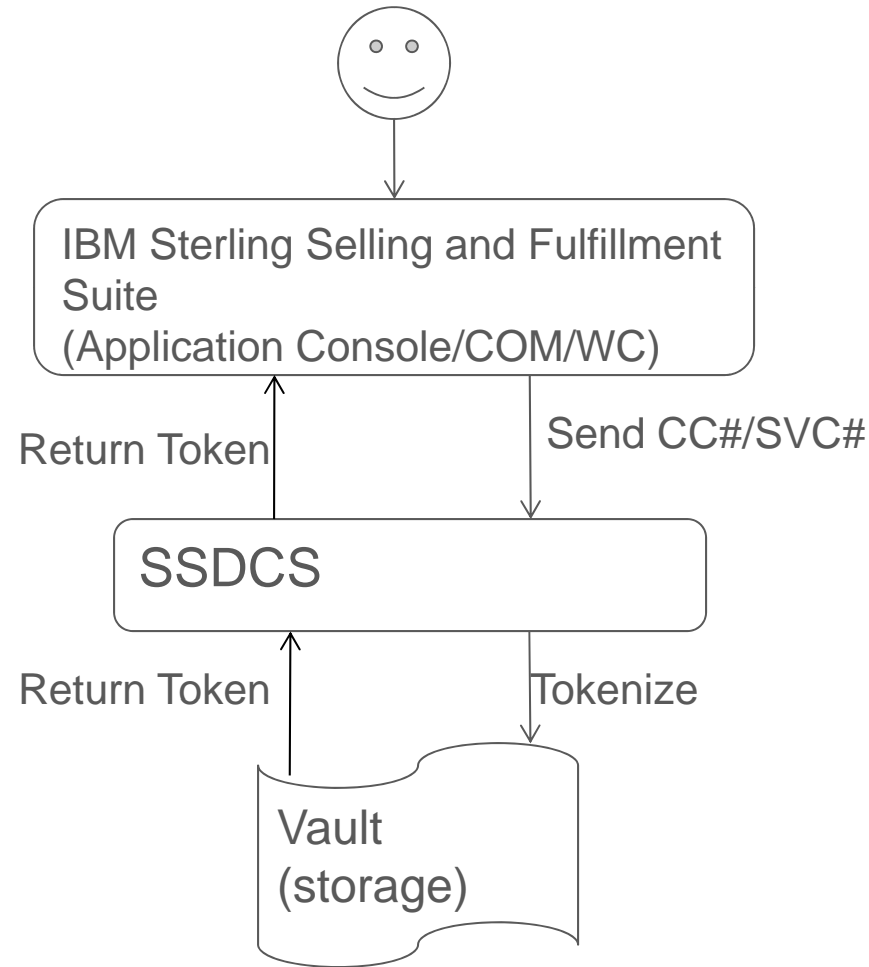 IBM Sterling Selling and Fulfillment
Suite
(Application Console/COM/WC)
Return Token
Send CC#/SVC#
SSDCS
Return Token
Tokenize
Vault
(storage)